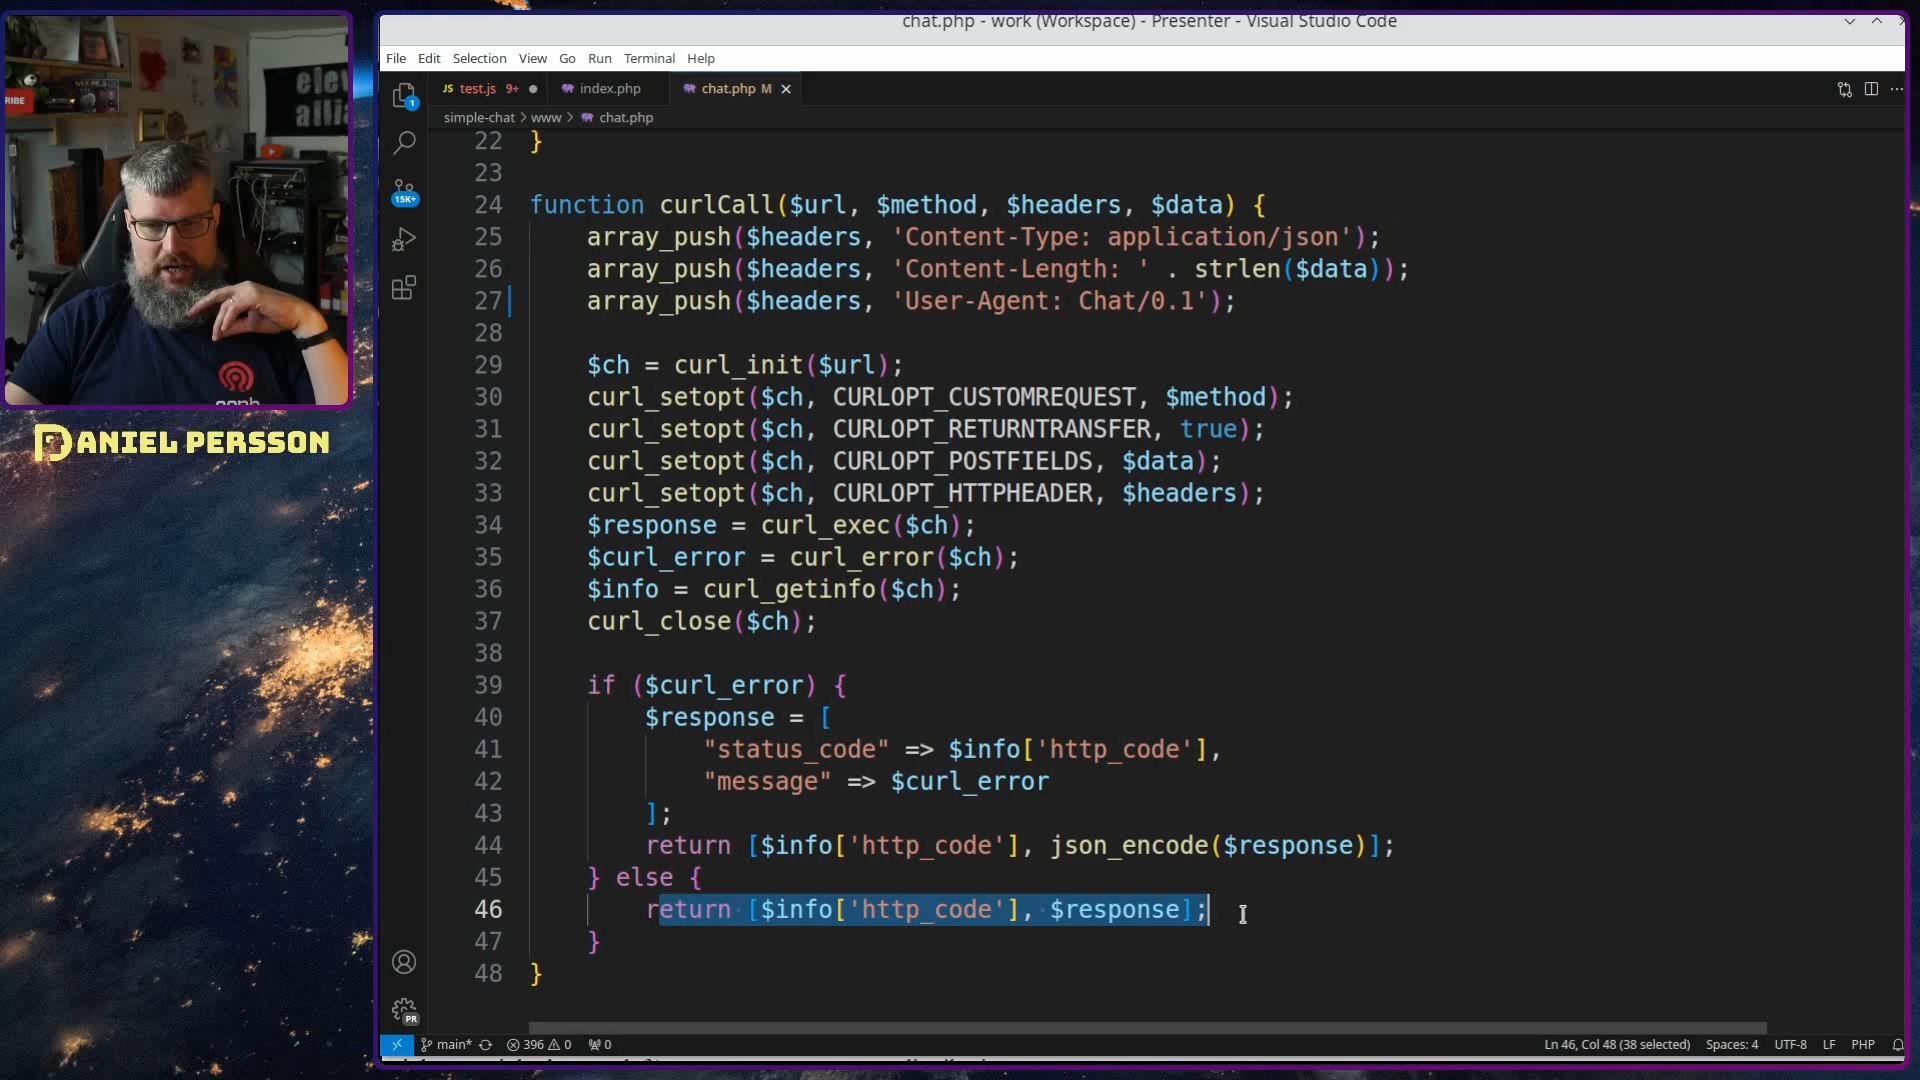 chat.php - work (Workspace) - Presenter - Visual Studio Code
File Edit Selection View Go Run Terminal Help
JS test.js 9+ ● index.php chat.php M
simple-chat > www > chat.php
22 }
23
24 function curlCall($url, $method, $headers, $data) {
25 array_push($headers, 'Content-Type: application/json');
26 array_push($headers, 'Content-Length: ' . strlen($data));
27 array_push($headers, 'User-Agent: Chat/0.1');
28
29 $ch = curl_init($url);
30 curl_setopt($ch, CURLOPT_CUSTOMREQUEST, $method);
31 curl_setopt($ch, CURLOPT_RETURNTRANSFER, true);
32 curl_setopt($ch, CURLOPT_POSTFIELDS, $data);
33 curl_setopt($ch, CURLOPT_HTTPHEADER, $headers);
34 $response = curl_exec($ch);
35 $curl_error = curl_error($ch);
36 $info = curl_getinfo($ch);
37 curl_close($ch);
38
39 if ($curl_error) {
40 $response = [
41 "status_code" => $info['http_code'],
42 "message" => $curl_error
43 ];
44 return [$info['http_code'], json_encode($response)];
45 } else {
46 return [$info['http_code'], $response];
47 }
48 }
1
15K+
PR
main* 396 0 0
Ln 46, Col 48 (38 selected) Spaces: 4 UTF-8 LF PHP
DANIEL PERSSON